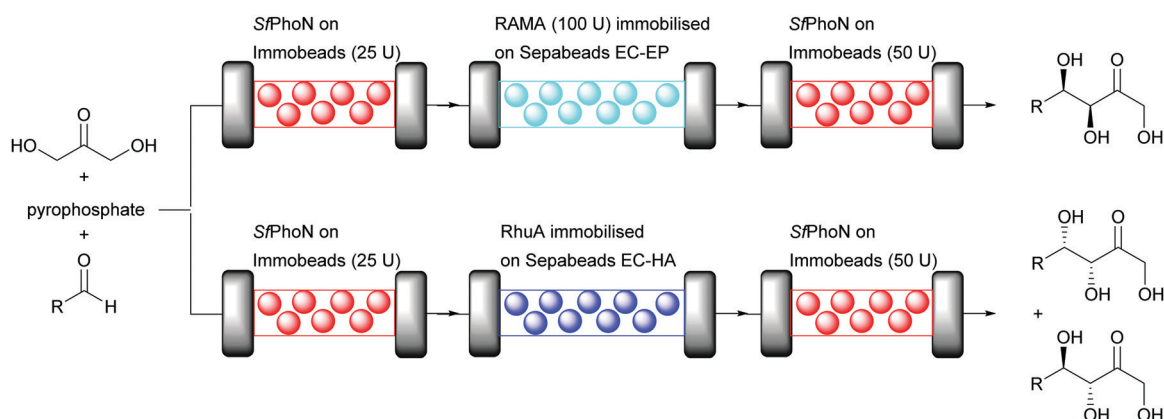 SfPhoN on
Immobeads (25 U)
RAMA (100 U) immobilised
on Sepabeads EC-EP
SfPhoN on
Immobeads (50 U)
O
HO
OH
+
pyrophosphate
+
O
R
H
OH
O
R
OH
OH
SfPhoN on
Immobeads (25 U)
RhuA immobilised
on Sepabeads EC-HA
SfPhoN on
Immobeads (50 U)
OH
O
R
OH
OH
+
OH
O
R
OH
OH